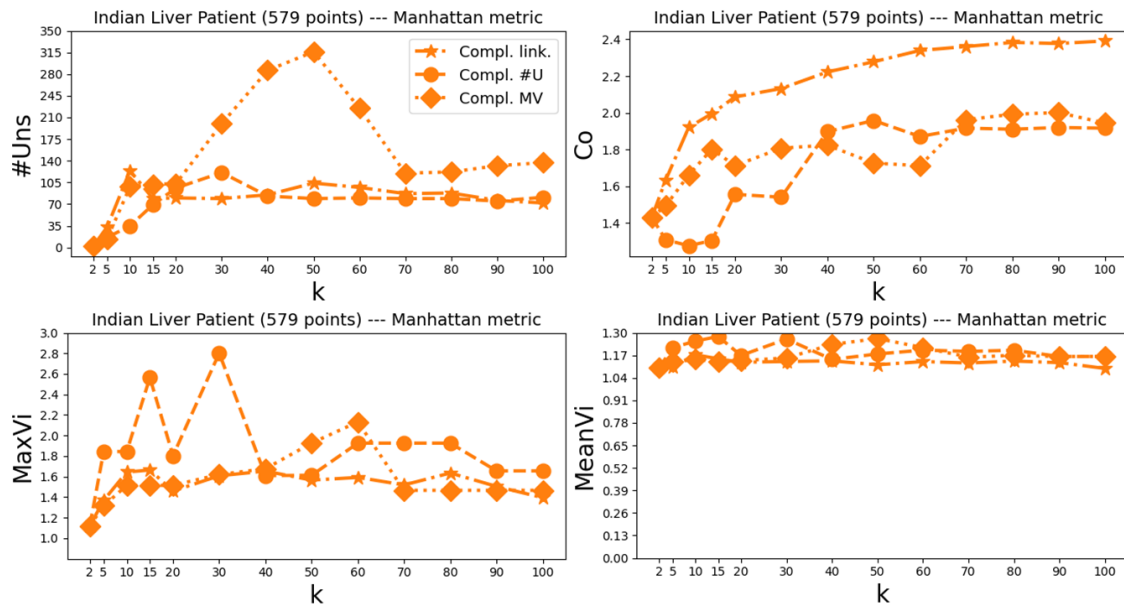 Indian Liver Patient (579 points) --- Manhattan metric
350
315
280
245
210
175
140
105
70
35
0
#Uns
Compl. link.
Compl. #U
Compl. MV
2 5 10 15 20 30 40 50 60 70 80 90 100
k
Indian Liver Patient (579 points) --- Manhattan metric
2.4
2.2
2.0
1.8
1.6
1.4
Co
2 5 10 15 20 30 40 50 60 70 80 90 100
k
Indian Liver Patient (579 points) --- Manhattan metric
3.0
2.8
2.6
2.4
2.2
2.0
1.8
1.6
1.4
1.2
1.0
MaxVi
2 5 10 15 20 30 40 50 60 70 80 90 100
k
Indian Liver Patient (579 points) --- Manhattan metric
1.30
1.17
1.04
0.91
0.78
0.65
0.52
0.39
0.26
0.13
0.00
MeanVi
2 5 10 15 20 30 40 50 60 70 80 90 100
k